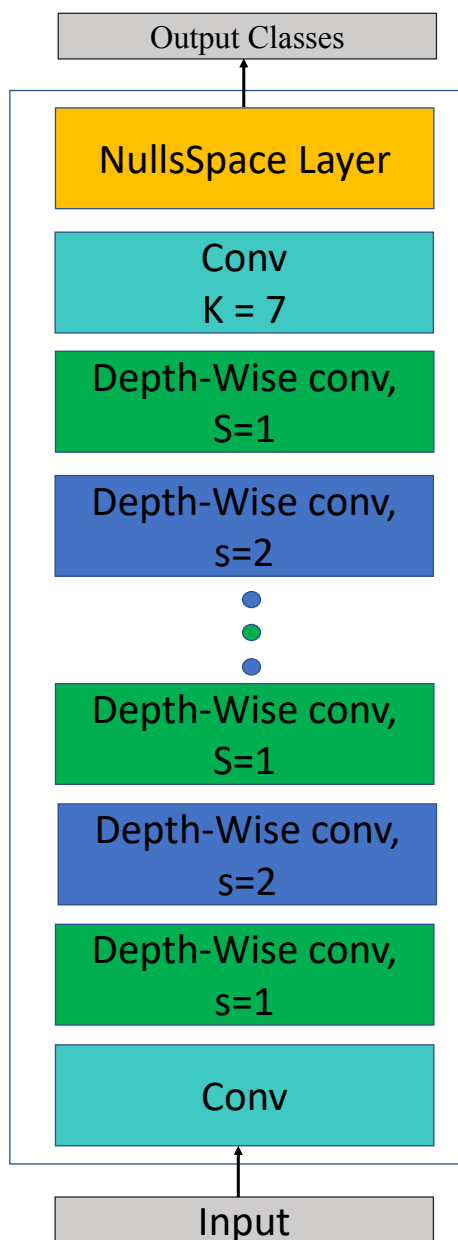 Output Classes
NullsSpace Layer
Conv
K = 7
Depth-Wise conv,
S=1
Depth-Wise conv,
s=2
Depth-Wise conv,
S=1
Depth-Wise conv,
s=2
Depth-Wise conv,
s=1
Conv
Input